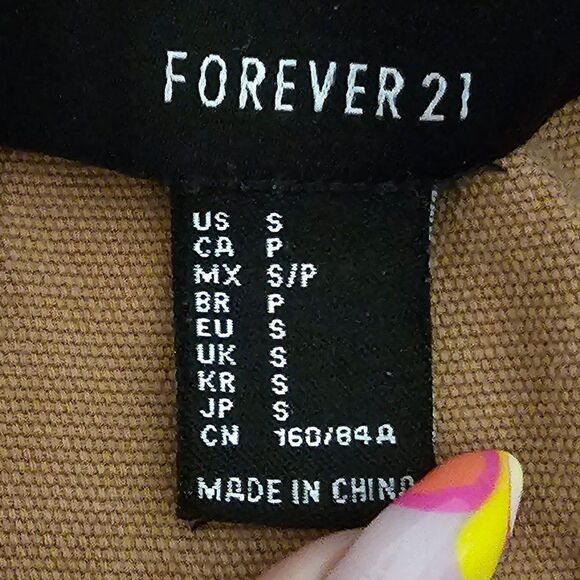 FOREVER 21
US S
CA P
MX S/P
BR P
EU S
UK S
KR S
JP S
CN 160/84A
MADE IN CHINA